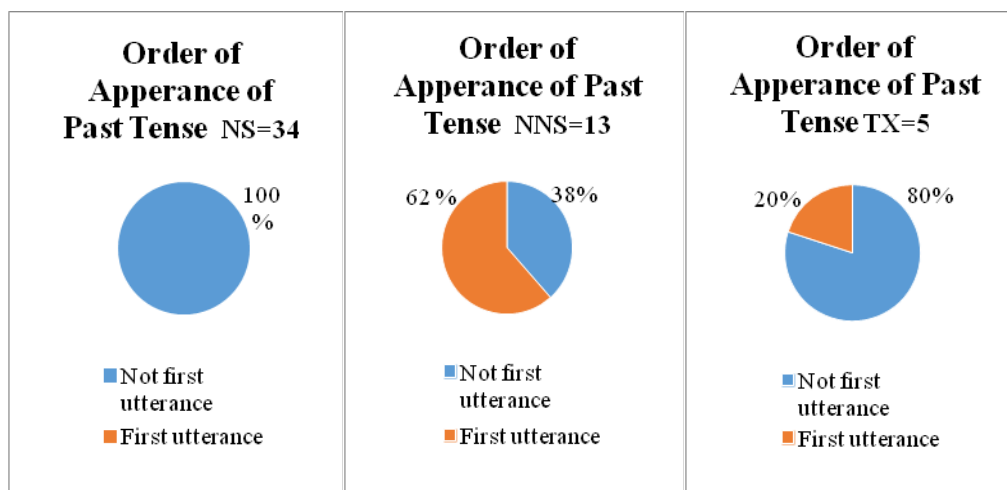 Order of
Apperance of
Past Tense NS=34
100
%
Not first
utterance
First utterance
Order of
Apperance of Past
Tense NNS=13
62 %
38%
Not first
utterance
First utterance
Order of
Apperance of Past
Tense TX=5
20%
80%
Not first
utterance
First utterance